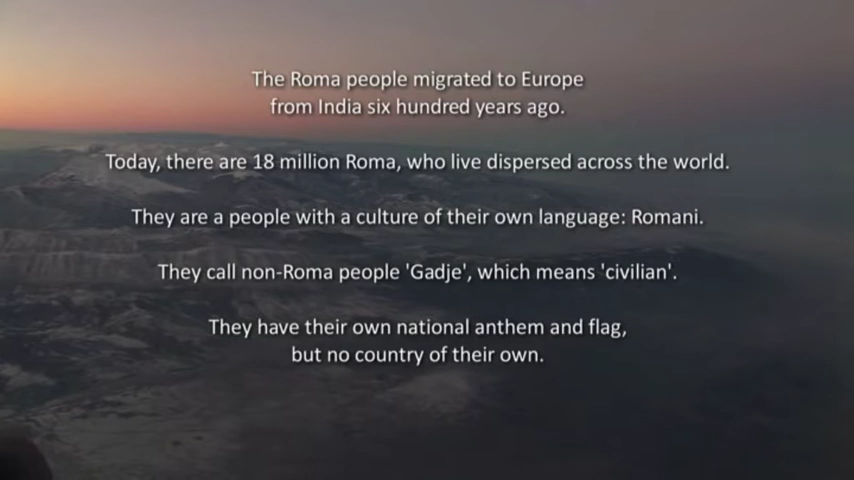 The Roma people migrated to Europe
from India six hundred years ago.
Today, there are 18 million Roma, who live dispersed across the world.
They are a people with a culture of their own language: Romani.
They call non-Roma people 'Gadje', which means 'civilian'.
They have their own national anthem and flag,
but no country of their own.